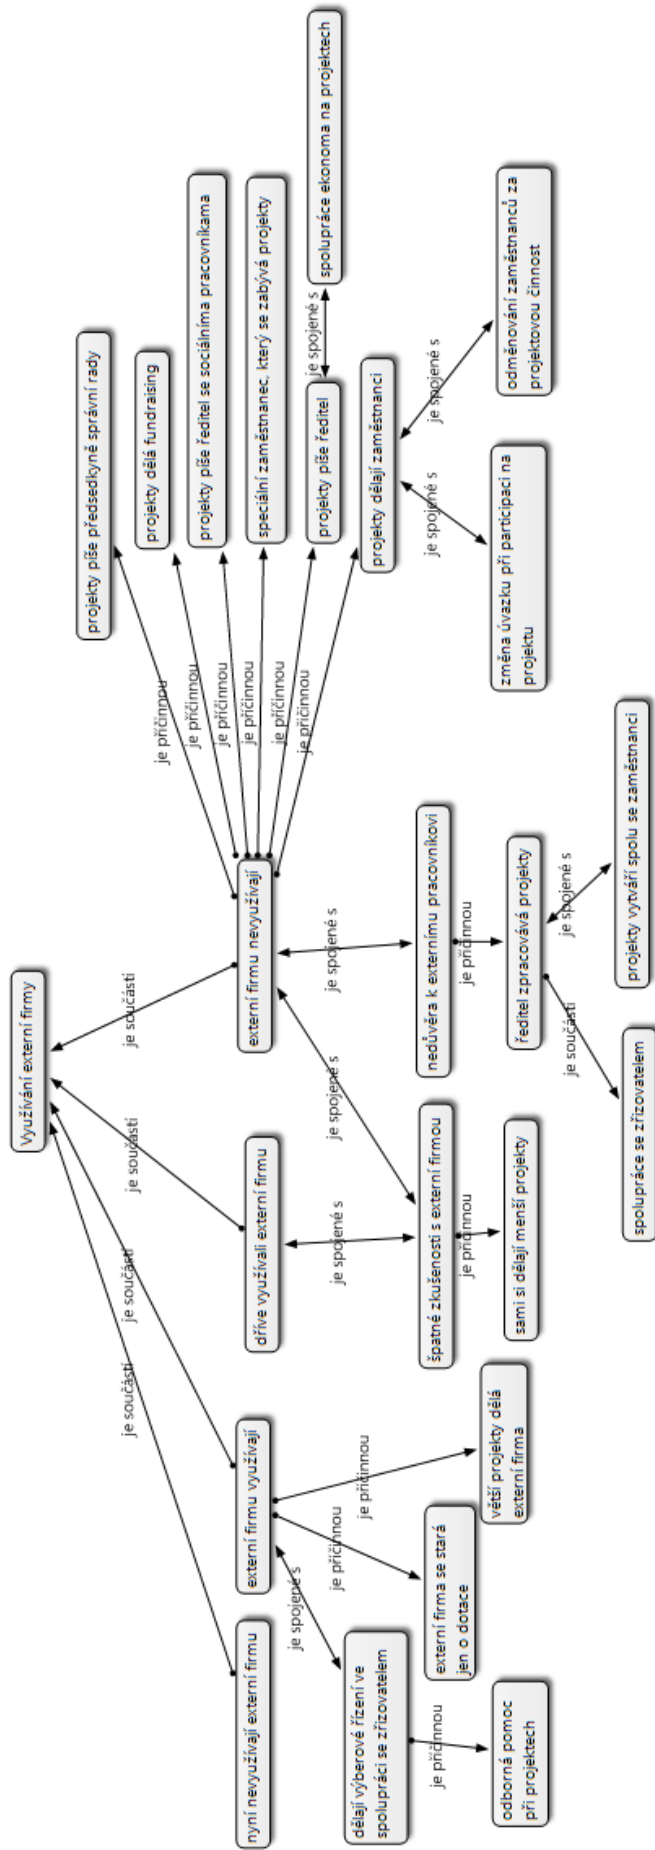 Využívání externí firmy
je součástí
je součástí
je součástí
je součástí
nyní nevyužívají externí firmu
externí firmu využívají
dříve využívali externí firmu
externí firmu nevyužívají
je spojené s
je příčinnou
je příčinnou
je spojené s
je spojené s
je spojené s
je příčinnou
je příčinnou
je příčinnou
je příčinnou
je příčinnou
je příčinnou
projekty píše předsedkyně správní rady
projekty dělá fundraising
projekty píše ředitel se sociálníma pracovníkama
speciální zaměstnanec, který se zabývá projekty
projekty píše ředitel
je spojené s
spolupráce ekonoma na projektech
projekty dělají zaměstnanci
je spojené s
je spojené s
změna úvazku při participaci na
projektu
odměnování zaměstnanců za
projektovou činnost
dělají výberové řízení ve
spolupráci se zřizovatelem
externí firma se stará
jen o dotace
větší projekty dělá
externí firma
špatné zkušenosti s externí firmou
nedůvěra k externímu pracovníkovi
je příčinnou
je příčinnou
je příčinnou
odborná pomoc
při projektech
sami si dělají menší projekty
ředitel zpracovává projekty
je součástí
je spojené s
spolupráce se zřizovatelem
projekty vytváří spolu se zaměstnanci